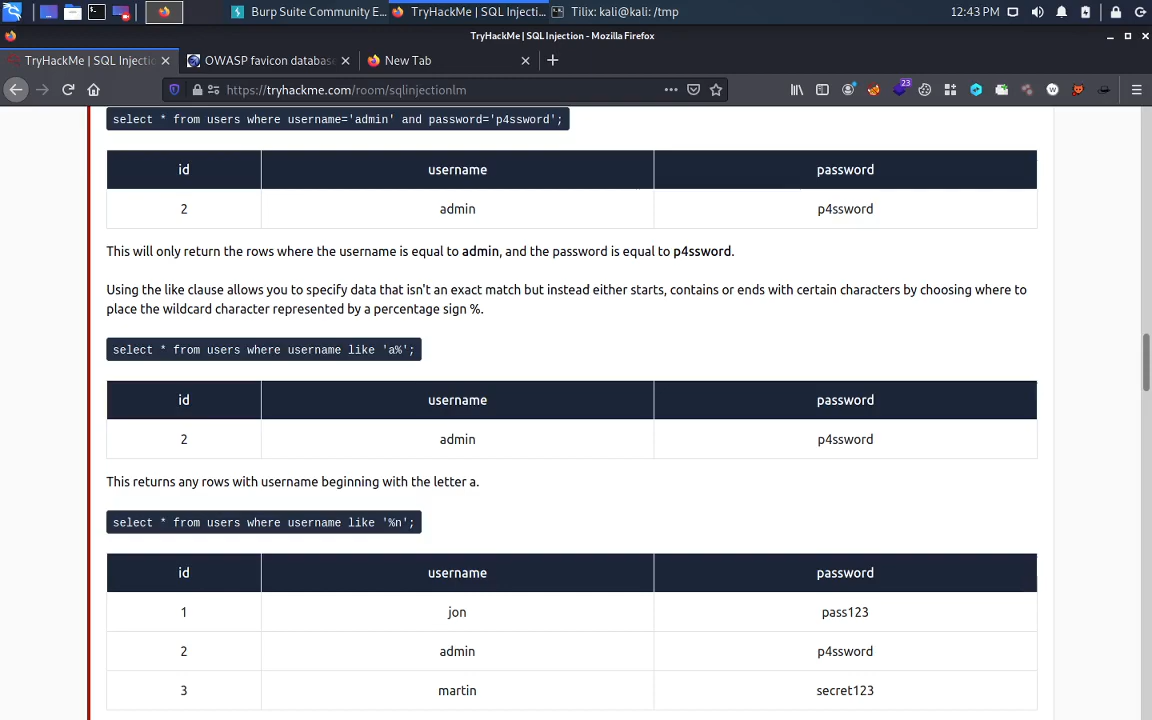 Burp Suite Community E...
TryHackMe | SQL Injecti...
Tilix: kali@kali: /tmp
12:43 PM
TryHackMe | SQL Injection - Mozilla Firefox
TryHackMe | SQL Injectio
OWASP favicon database
New Tab
https://tryhackme.com/room/sqlinjectionlm
23
select * from users where username='admin' and password='p4ssword';
id username password
2 admin p4ssword
This will only return the rows where the username is equal to admin, and the password is equal to p4ssword.
Using the like clause allows you to specify data that isn't an exact match but instead either starts, contains or ends with certain characters by choosing where to
place the wildcard character represented by a percentage sign %.
select * from users where username like 'a%';
id username password
2 admin p4ssword
This returns any rows with username beginning with the letter a.
select * from users where username like '%n';
id username password
1 jon pass123
2 admin p4ssword
3 martin secret123